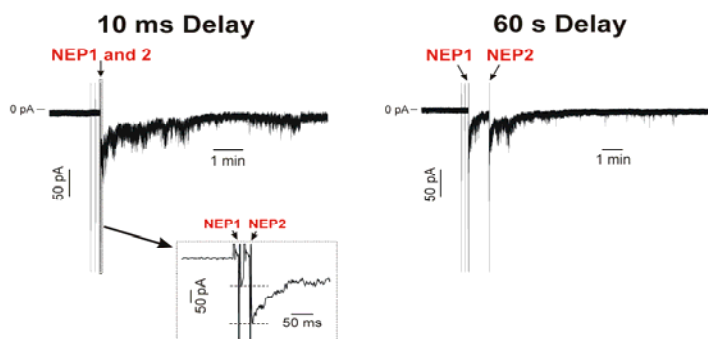 10 ms Delay
NEP1 and 2
0 pA
50 pA
1 min
NEP1 NEP2
50 pA
50 ms
60 s Delay
NEP1 NEP2
0 pA
50 pA
1 min